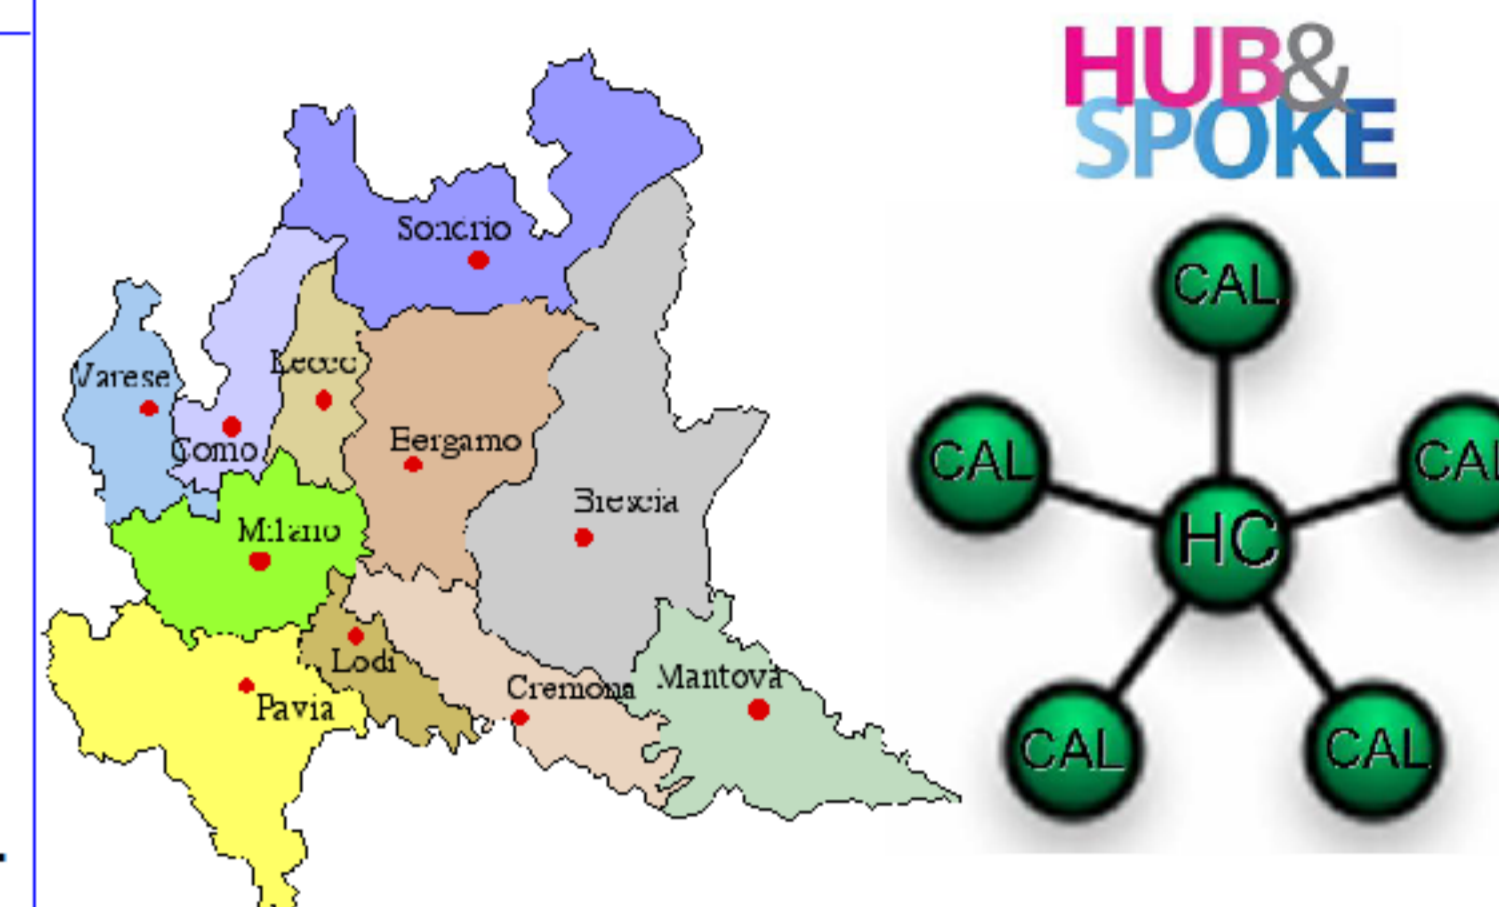 HUB&
SPOKE
Sondrio
Varese
Lecco
Como
Bergamo
Brescia
Milano
Lodi
Pavia
Cremona
Mantova
CAL
CAL
CAL
HC
CAL
CAL